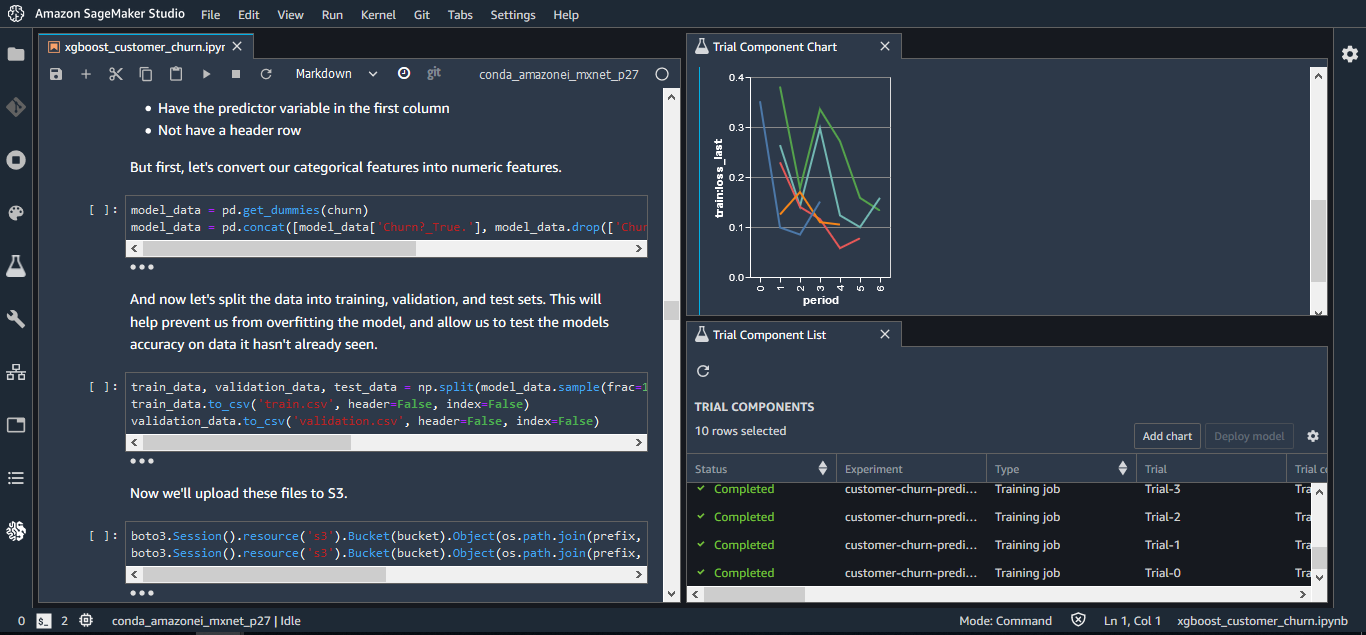 Amazon SageMaker Studio File Edit View Run Kernel Git Tabs Settings Help
xgboost_customer_churn.ipyr
Markdown git conda_amazonei_mxnet_p27
Have the predictor variable in the first column
Not have a header row
But first, let's convert our categorical features into numeric features.
[ ]: model_data = pd.get_dummies(churn)
model_data = pd.concat([model_data['Churn?_True.'], model_data.drop(['Chur
And now let's split the data into training, validation, and test sets. This will
help prevent us from overfitting the model, and allow us to test the models
accuracy on data it hasn't already seen.
[ ]: train_data, validation_data, test_data = np.split(model_data.sample(frac=1
train_data.to_csv('train.csv', header=False, index=False)
validation_data.to_csv('validation.csv', header=False, index=False)
Now we'll upload these files to S3.
[ ]: boto3.Session().resource('s3').Bucket(bucket).Object(os.path.join(prefix,
boto3.Session().resource('s3').Bucket(bucket).Object(os.path.join(prefix,
Trial Component Chart
0.4
0.3
0.2
0.1
0.0
train:loss_last
0 1 2 3 4 5 6
period
Trial Component List
TRIAL COMPONENTS
10 rows selected
Add chart Deploy model
Status Experiment Type Trial Trial co
Completed customer-churn-predi... Training job Trial-3 Tra
Completed customer-churn-predi... Training job Trial-2 Tra
Completed customer-churn-predi... Training job Trial-1 Tra
Completed customer-churn-predi... Training job Trial-0 Tra
0 $_ 2 conda_amazonei_mxnet_p27 | Idle Mode: Command Ln 1, Col 1 xgboost_customer_churn.ipynb